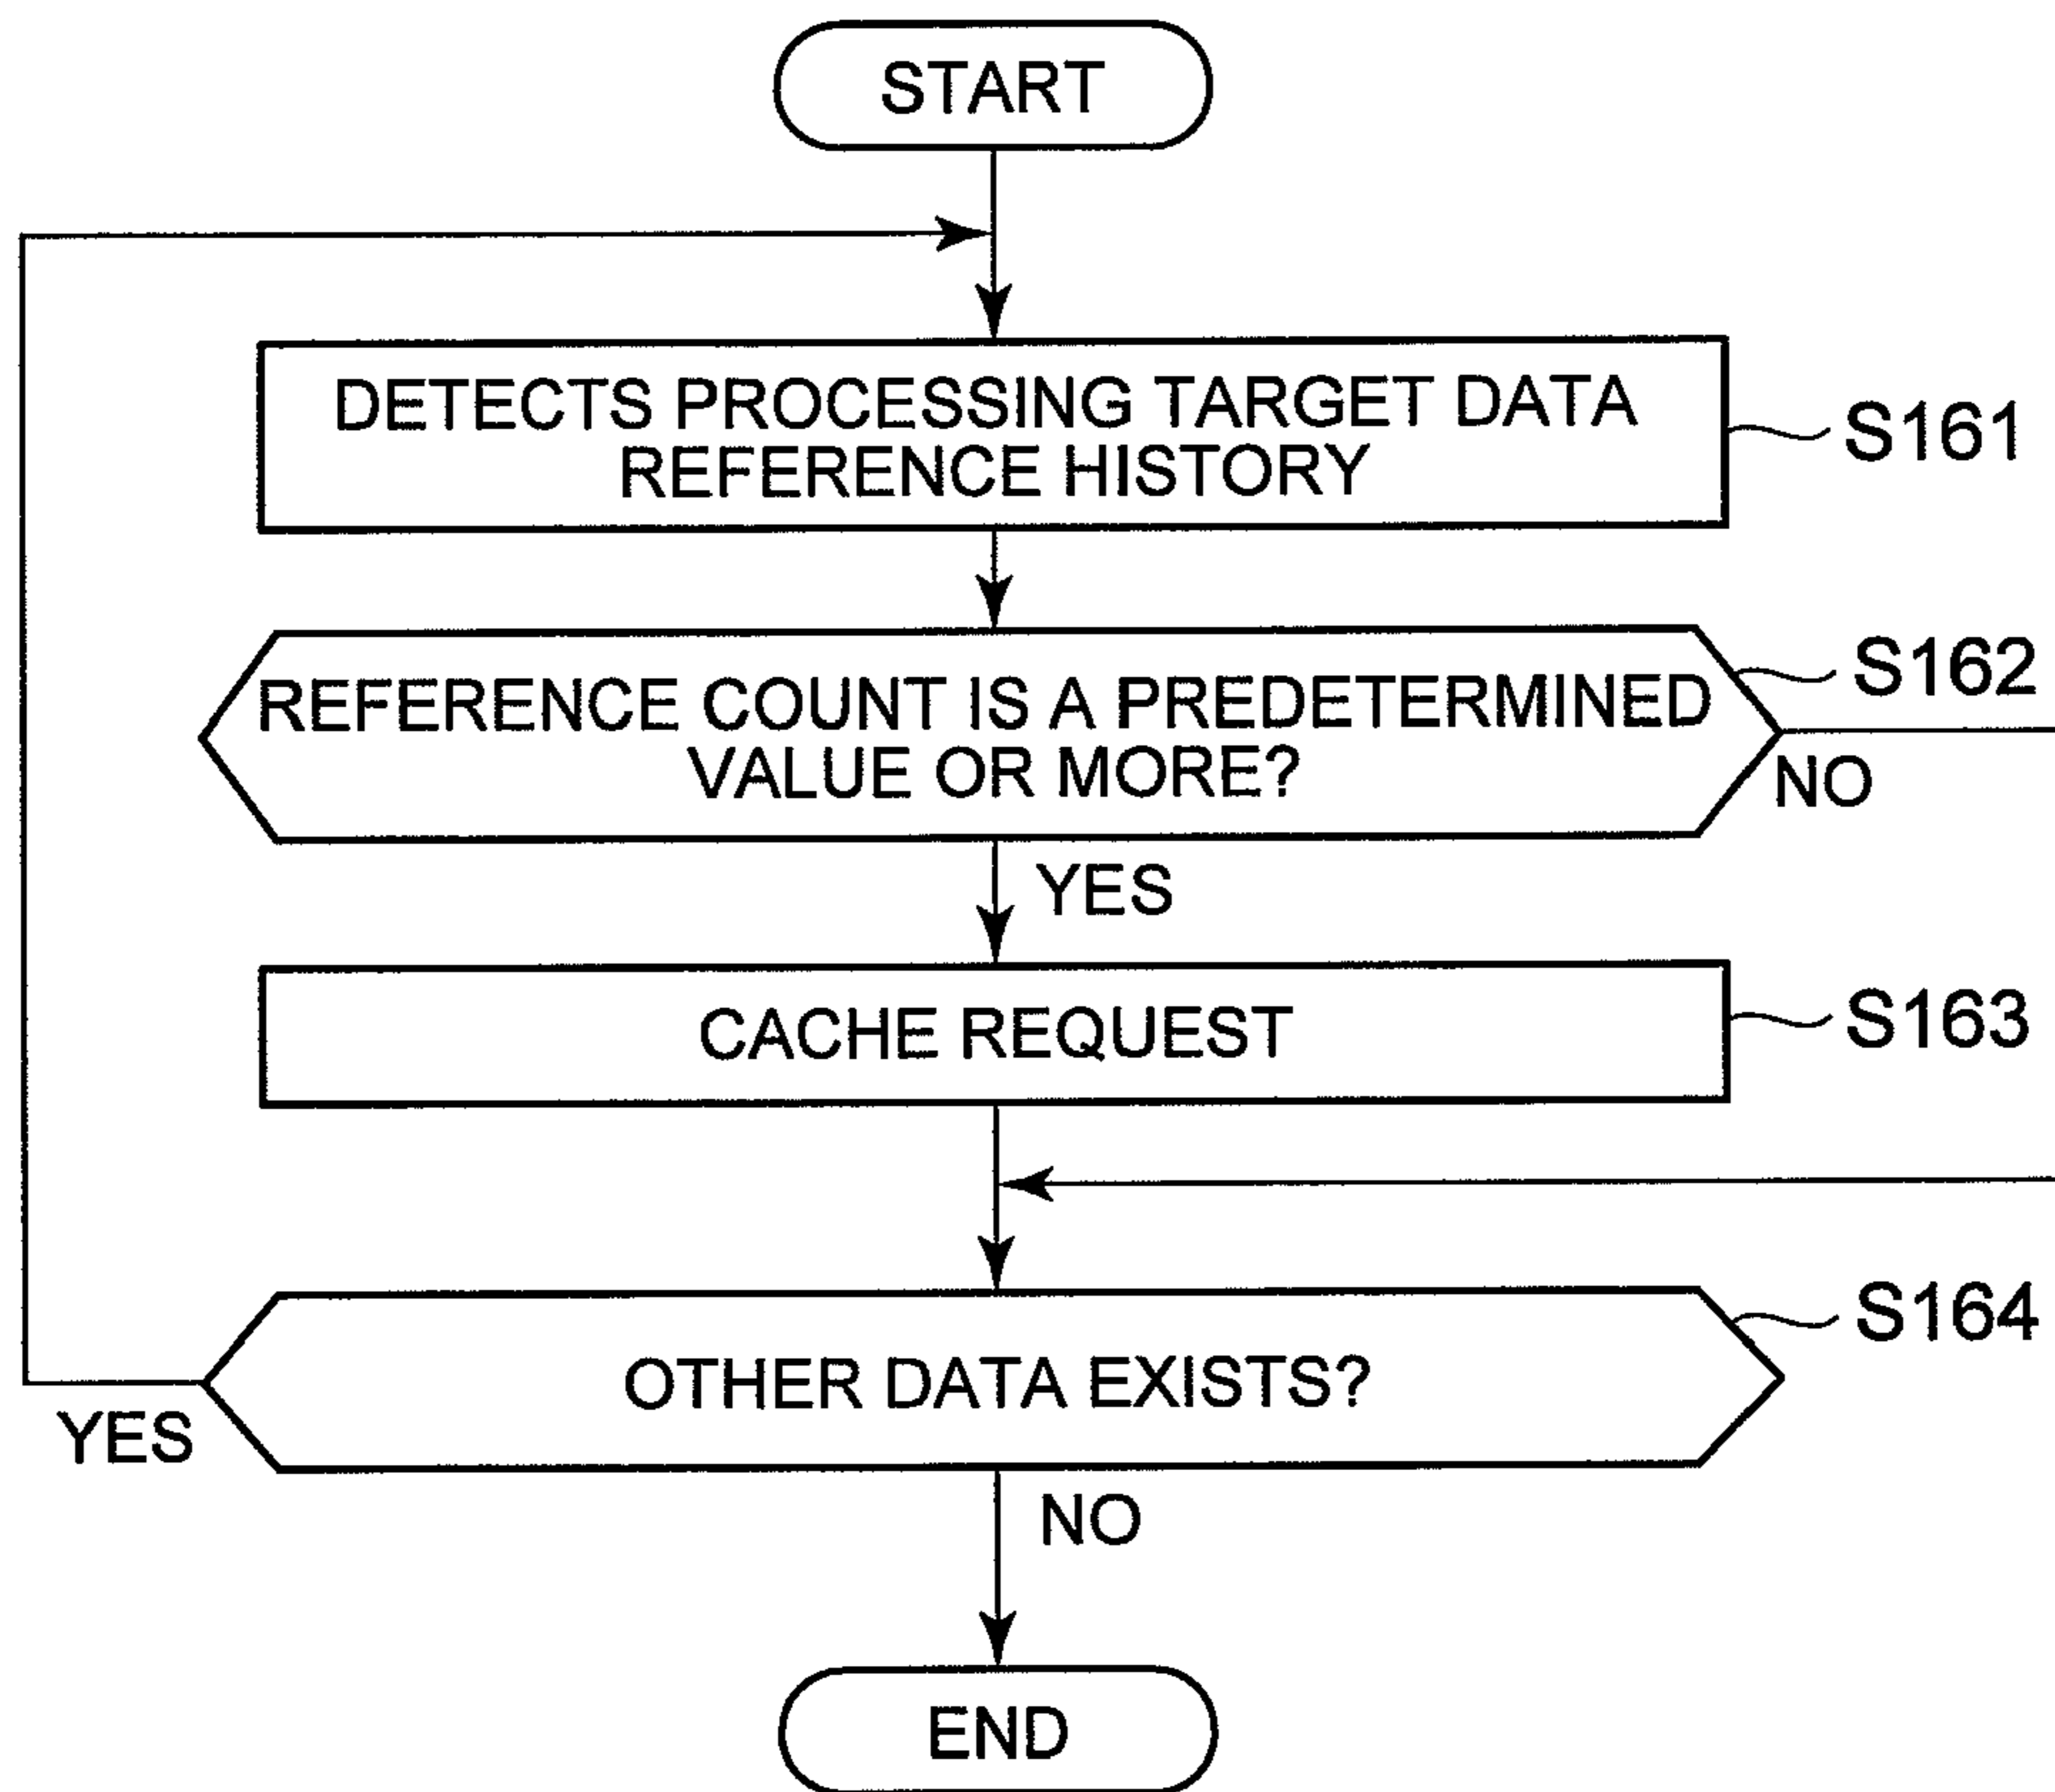 START
DETECTS PROCESSING TARGET DATA
REFERENCE HISTORY
S161
REFERENCE COUNT IS A PREDETERMINED
VALUE OR MORE?
S162
NO
YES
CACHE REQUEST
S163
OTHER DATA EXISTS?
S164
YES
NO
END